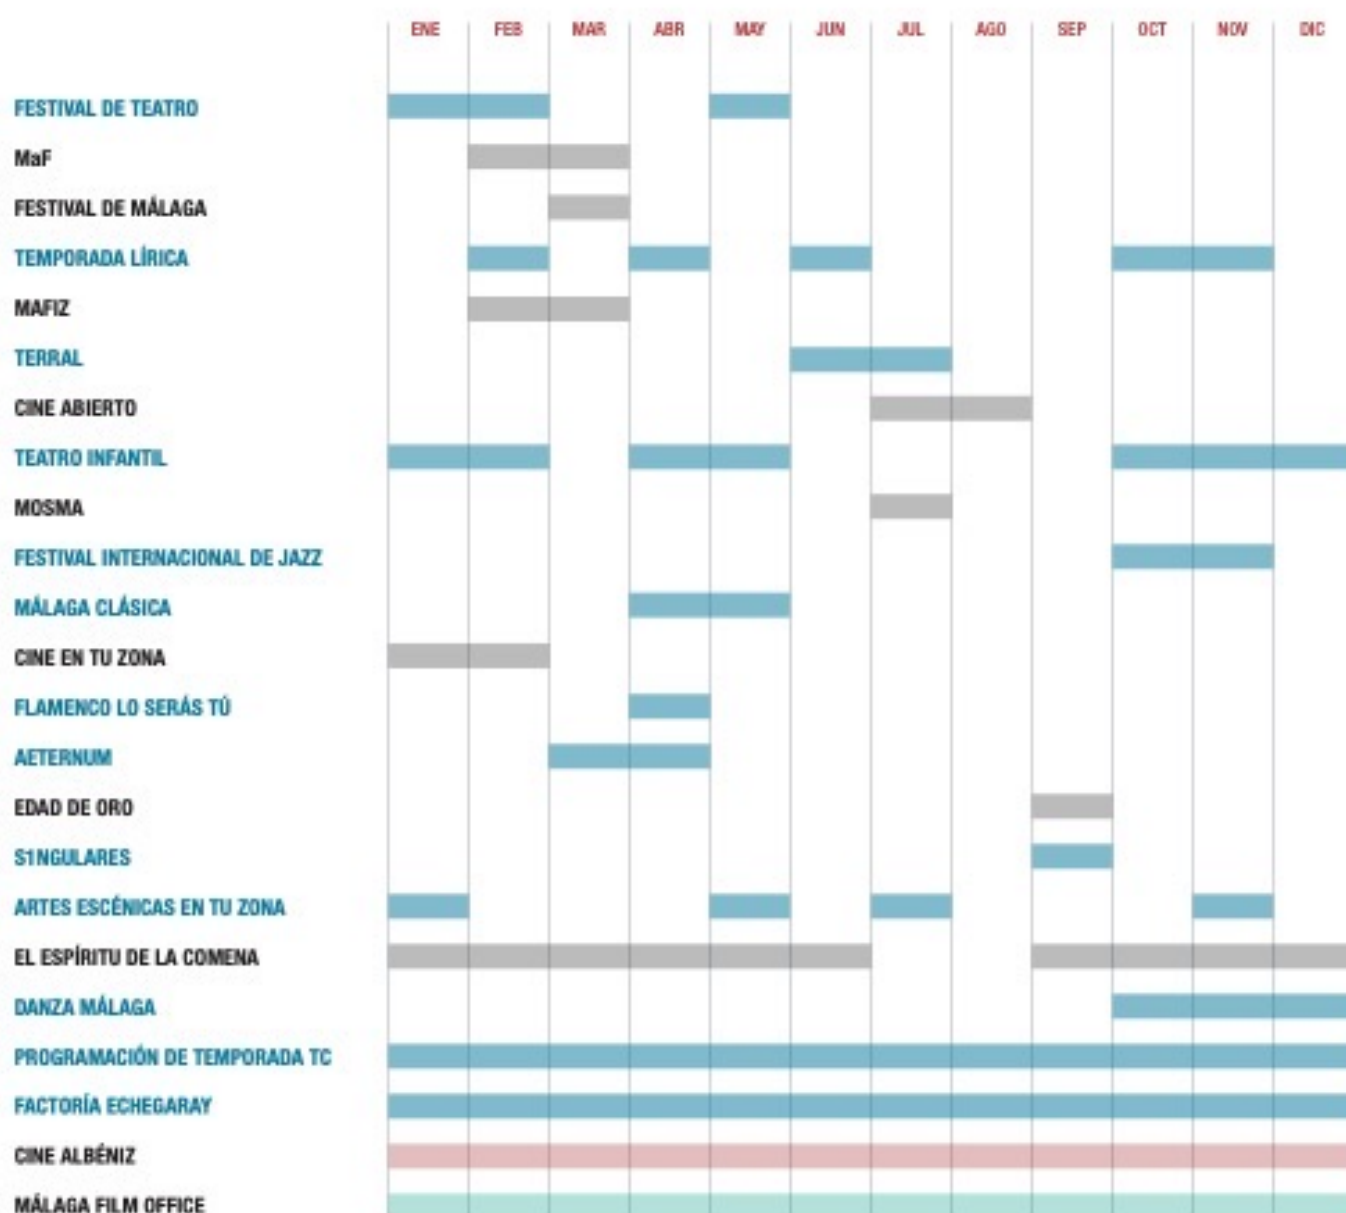 ENE FEB MAR ABR MAY JUN JUL AGO SEP OCT NOV DIC
FESTIVAL DE TEATRO
MaF
FESTIVAL DE MÁLAGA
TEMPORADA LÍRICA
MAFIZ
TERRAL
CINE ABIERTO
TEATRO INFANTIL
MOSMA
FESTIVAL INTERNACIONAL DE JAZZ
MÁLAGA CLÁSICA
CINE EN TU ZONA
FLAMENCO LO SERÁS TÚ
AETERNUM
EDAD DE ORO
S1NGULARES
ARTES ESCÉNICAS EN TU ZONA
EL ESPÍRITU DE LA COMENA
DANZA MÁLAGA
PROGRAMACIÓN DE TEMPORADA TC
FACTORÍA ECHEGARAY
CINE ALBÉNIZ
MÁLAGA FILM OFFICE